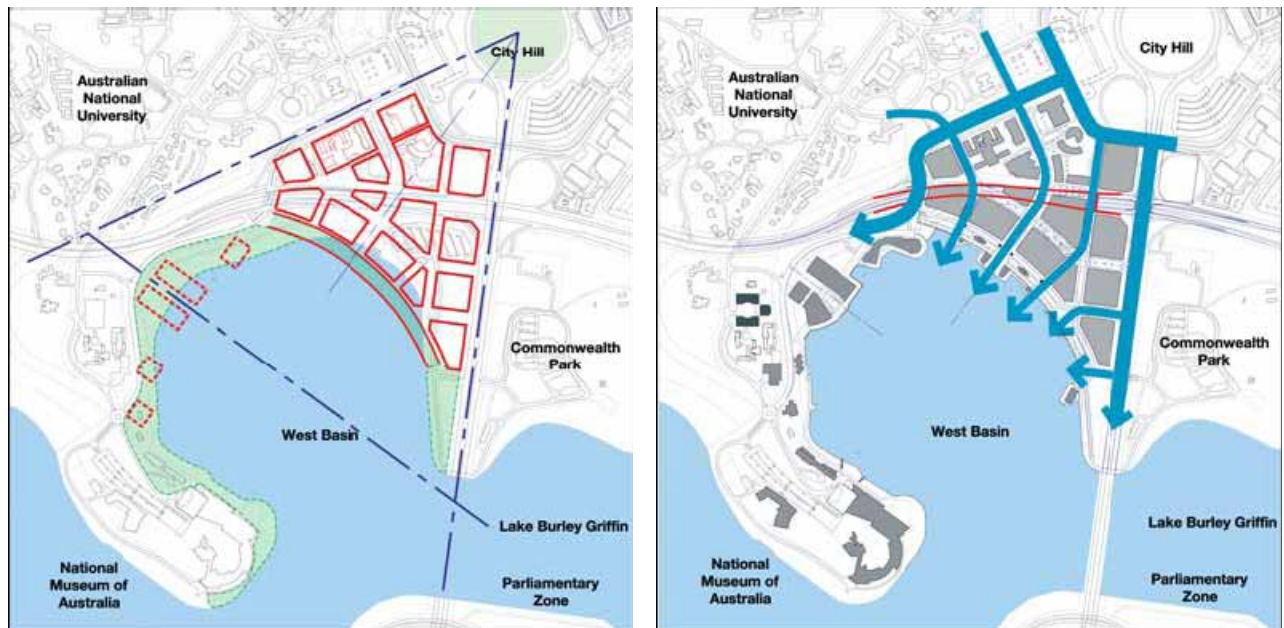 City Hill
Australian
National
University
Commonwealth
Park
West Basin
Lake Burley Griffin
National
Museum of
Australia
Parliamentary
Zone
City Hill
Australian
National
University
Commonwealth
Park
West Basin
Lake Burley Griffin
National
Museum of
Australia
Parliamentary
Zone